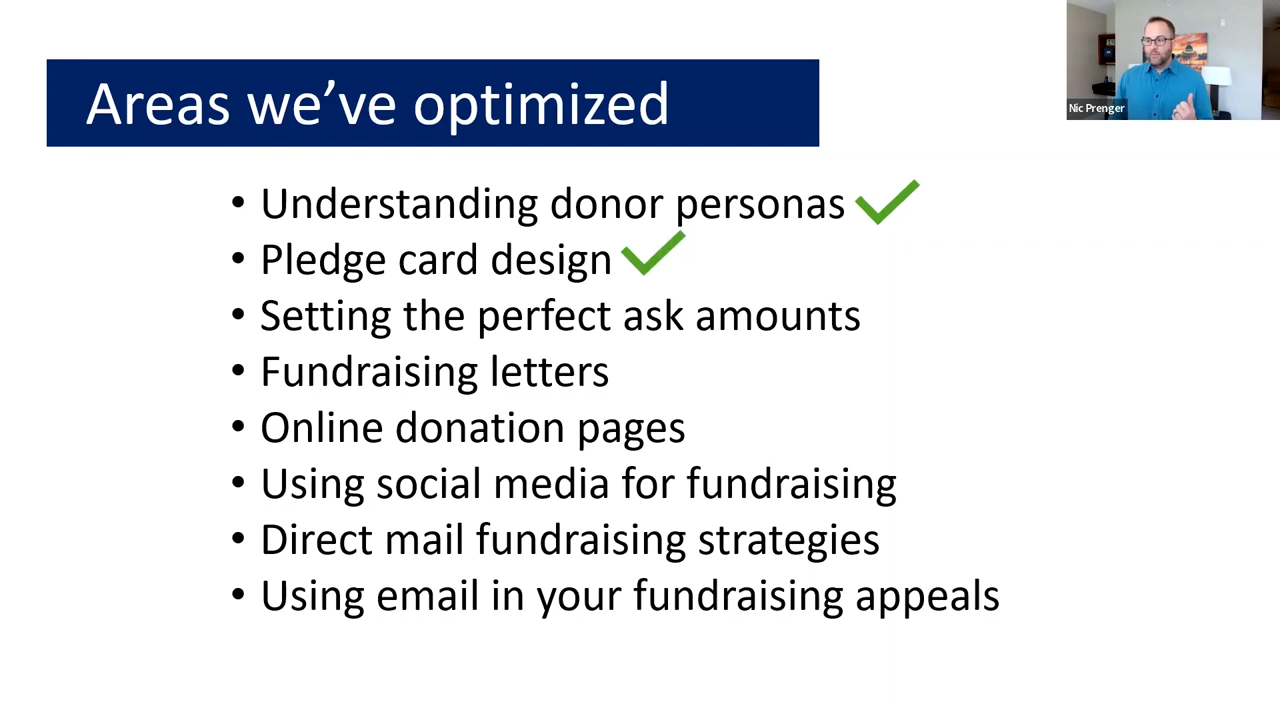 Areas we’ve optimized
Nic Prenger
• Understanding donor personas
• Pledge card design
• Setting the perfect ask amounts
• Fundraising letters
• Online donation pages
• Using social media for fundraising
• Direct mail fundraising strategies
• Using email in your fundraising appeals